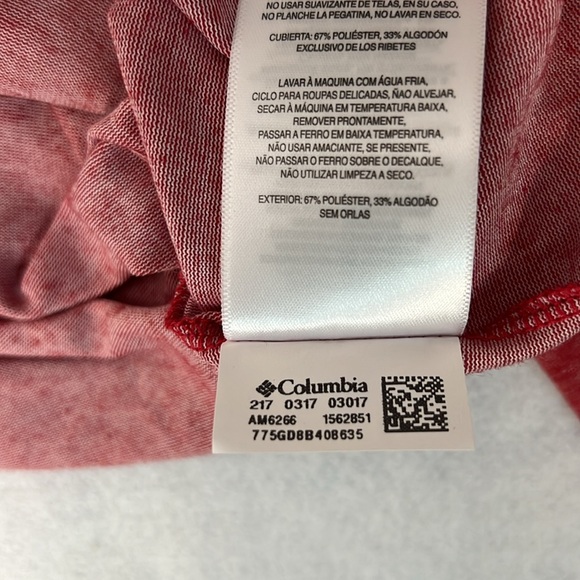 NO USAR SUAVIZANTE DE TELAS, EN SU CASO,
NO PLANCHE LA PEGATINA, NO LAVAR EN SECO.
CUBIERTA: 67% POLIÉSTER, 33% ALGODÓN
EXCLUSIVO DE LOS RIBETES
LAVAR À MAQUINA COM ÁGUA FRIA,
CICLO PARA ROUPAS DELICADAS, ÑAO ALVEJAR,
SECAR À MÁQUINA EM TEMPERATURA BAIXA,
REMOVER PRONTAMENTE,
PASSAR A FERRO EM BAIXA TEMPERATURA,
NÃO USAR AMACIANTE, SE PRESENTE,
NÃO PASSAR O FERRO SOBRE O DECALQUE,
NÃO UTILIZAR LIMPEZA A SECO.
EXTERIOR: 67% POLIÉSTER, 33% ALGODÃO
SEM ORLAS
Columbia
217 0317 03017
AM6266 1562851
775GD8B408635